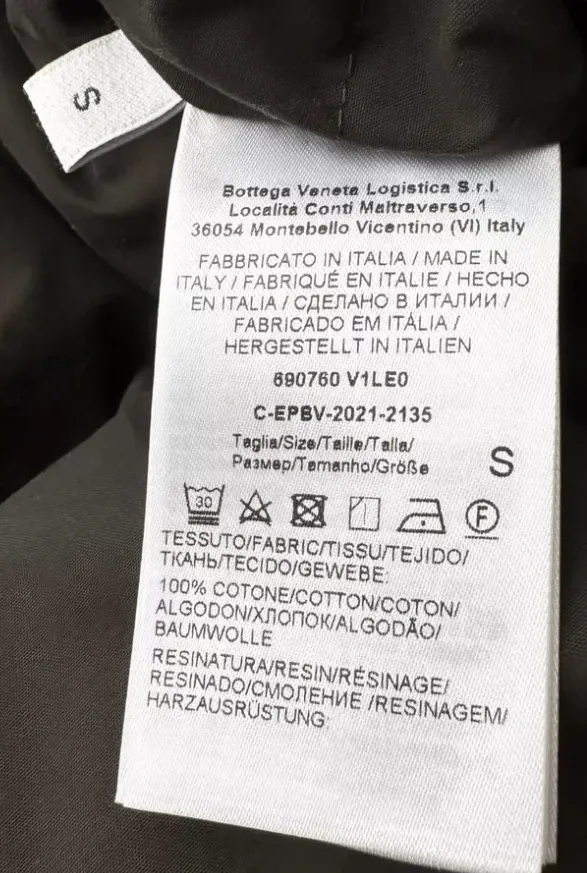 S
Bottega Veneta Logistica S.r.l.
Località Conti Maltraverso,1
36054 Montebello Vicentino (VI) Italy
FABBRICATO IN ITALIA / MADE IN
ITALY / FABRIQUÉ EN ITALIE / HECHO
EN ITALIA / СДЕЛАНО В ИТАЛИИ /
FABRICADO EM ITÁLIA /
HERGESTELLT IN ITALIEN
690760 V1LE0
C-EPBV-2021-2135
Taglia/Size/Taille/Talla/
Размер/Tamanho/Größe
S
30
F
TESSUTO/FABRIC/TISSU/TEJIDO/
ТКАНЬ/TECIDO/GEWEBE:
100% COTONE/COTTON/COTON/
ALGODON/ХЛОПОК/ALGODÃO/
BAUMWOLLE
RESINATURA/RESIN/RÉSINAGE/
RESINADO/СМОЛЕНИЕ /RESINAGEM/
HARZAUSRÜSTUNG: